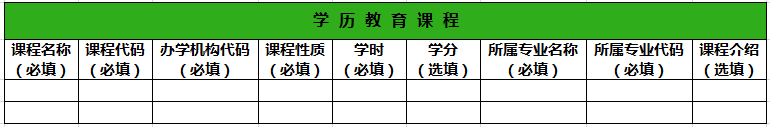 学 历 教 育 课 程
课程名称 课程代码 办学机构代码 课程性质 学时 学分 所属专业名称 所属专业代码 课程介绍
（必填） （必填） （必填） （必填） （必填） （选填） （必填） （必填） （选填）